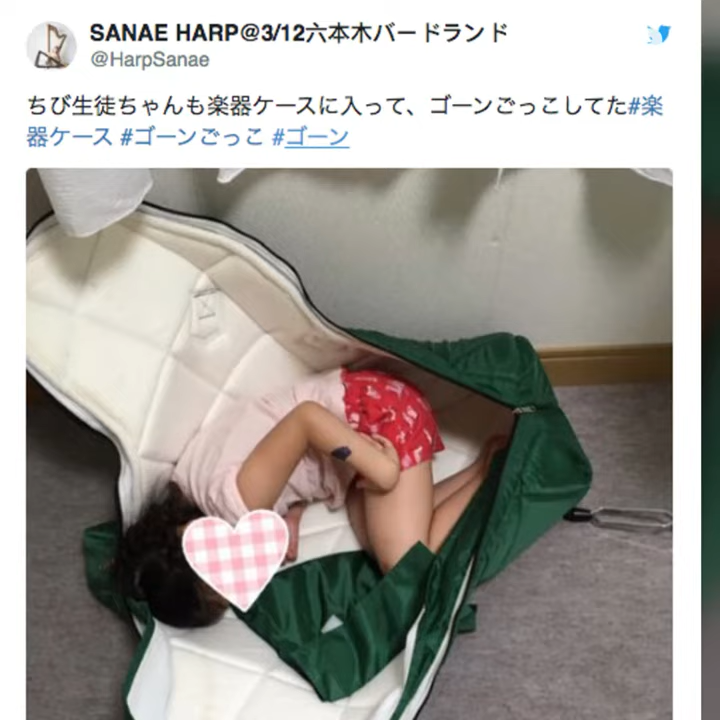 SANAE HARP@3/12六本木バードランド
@HarpSanae
ちび生徒ちゃんも楽器ケースに入って、ゴーンごっこしてた#楽
器ケース #ゴーンごっこ #ゴーン